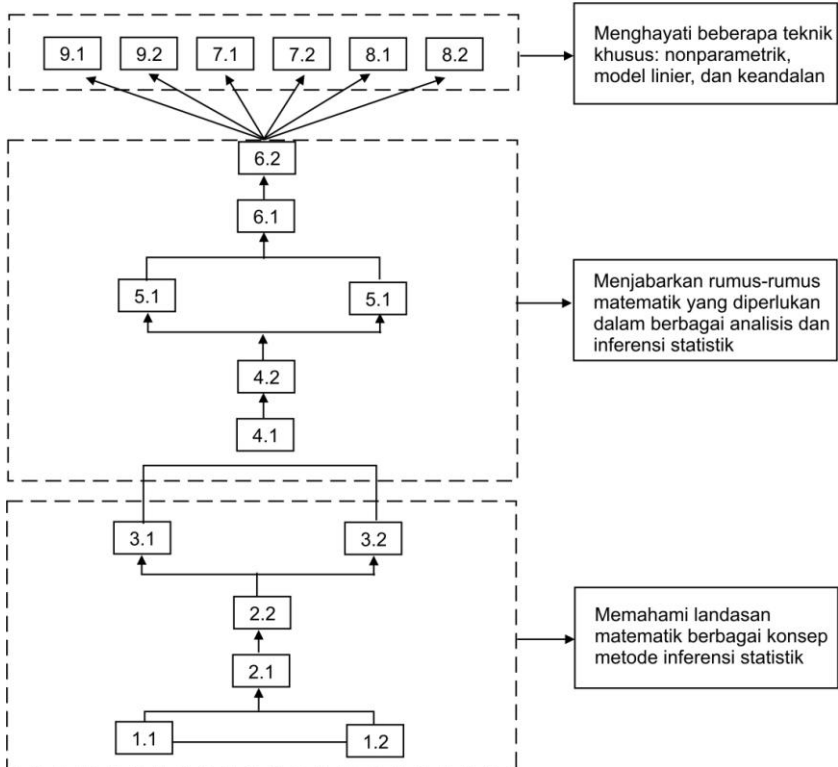 9.1 9.2 7.1 7.2 8.1 8.2
Menghayati beberapa teknik
khusus: nonparametrik,
model linier, dan keandalan
6.2
6.1
5.1 5.1
Menjabarkan rumus-rumus
matematik yang diperlukan
dalam berbagai analisis dan
inferensi statistik
4.2
4.1
3.1 3.2
2.2
Memahami landasan
matematik berbagai konsep
metode inferensi statistik
2.1
1.1 1.2